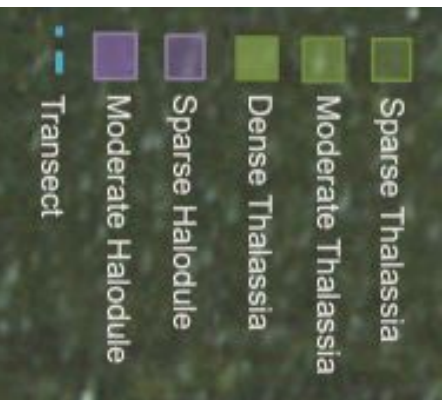 Sparse Thalassia
Moderate Thalassia
Dense Thalassia
Sparse Halodule
Moderate Halodule
Transect